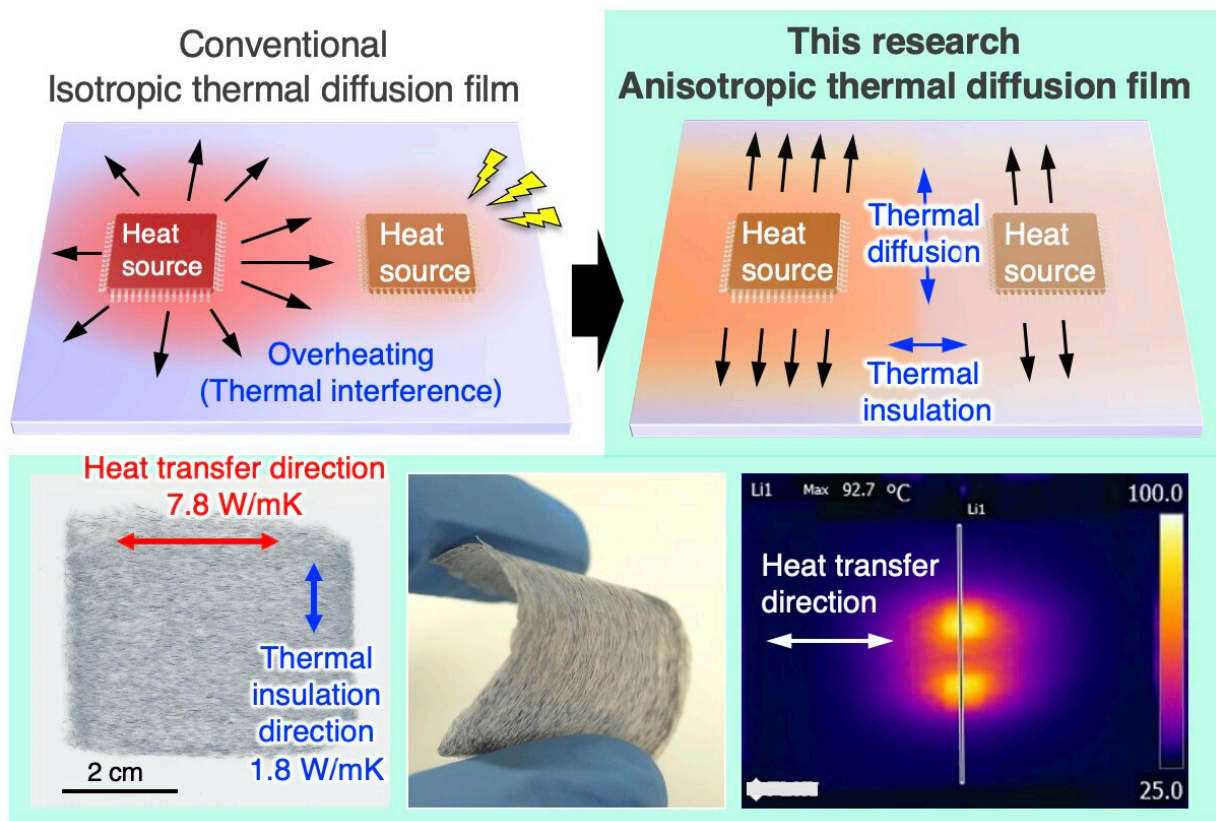 Conventional
Isotropic thermal diffusion film
This research
Anisotropic thermal diffusion film
Heat
source
Heat
source
Overheating
(Thermal interference)
Heat
source
Thermal
diffusion
Heat
source
Thermal
insulation
Heat transfer direction
7.8 W/mK
Thermal
insulation
direction
1.8 W/mK
2 cm
Li1 Max 92.7 °C
100.0
Li1
Heat transfer
direction
25.0